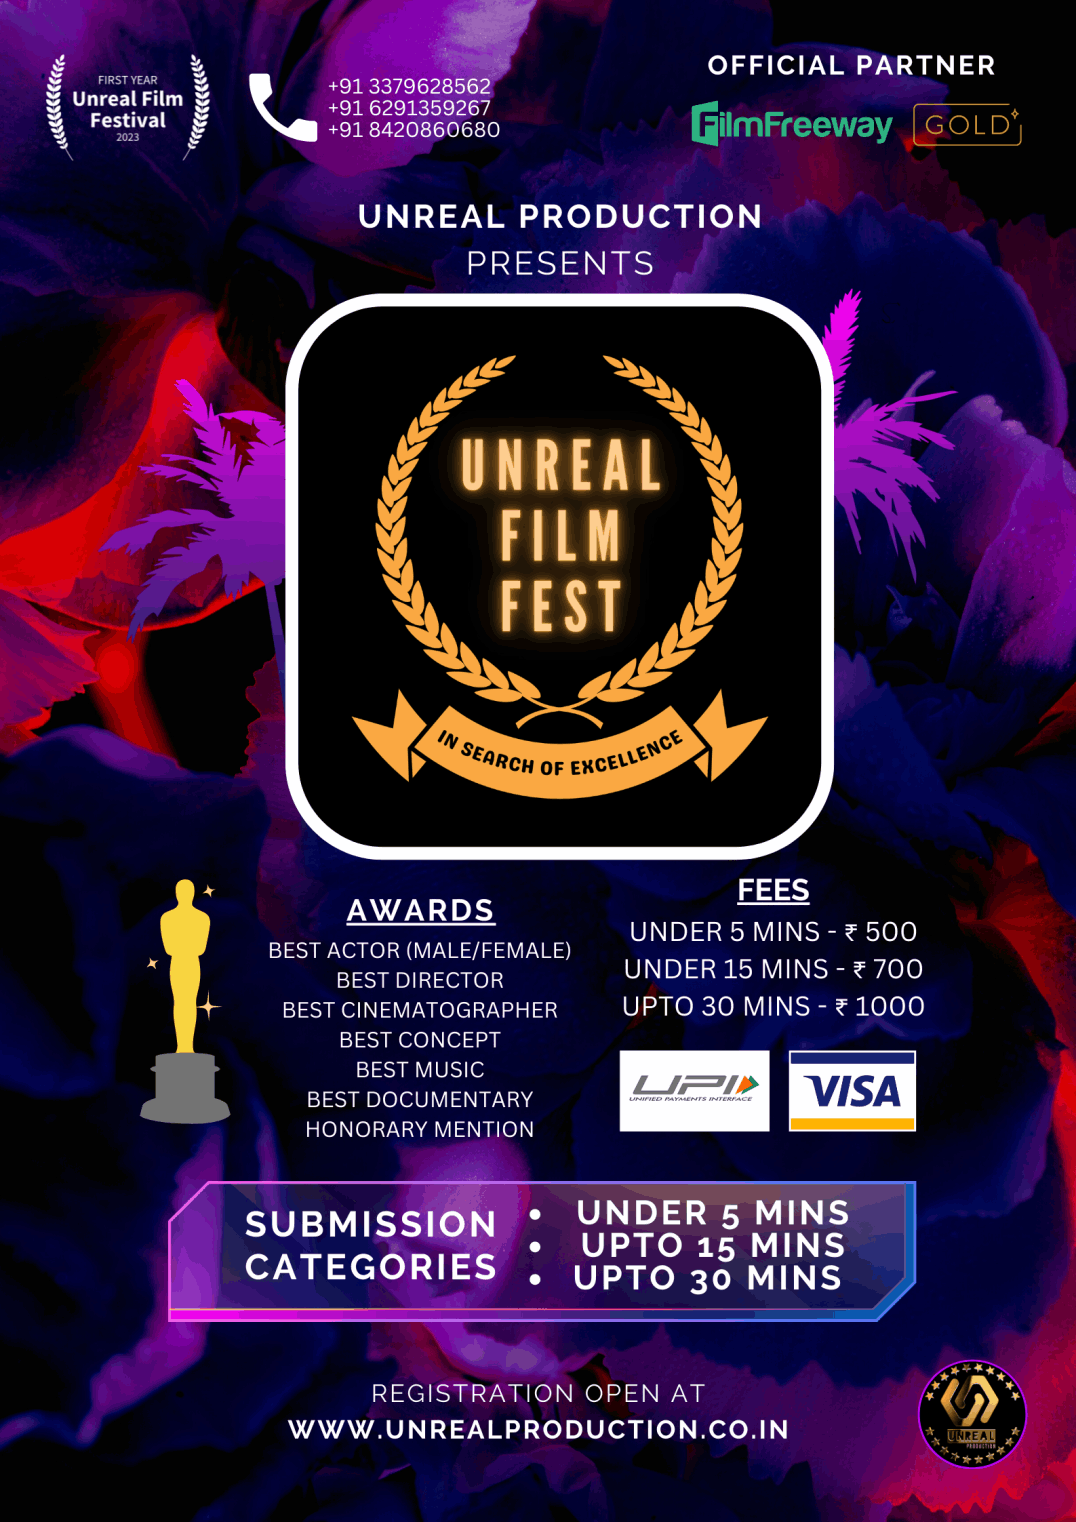 FIRST YEAR
Unreal Film
Festival
2023
+91 3379628562
+91 6291359267
+91 8420860680
OFFICIAL PARTNER
FilmFreeway GOLD
UNREAL PRODUCTION
PRESENTS
UNREAL
FILM
FEST
IN SEARCH OF EXCELLENCE
AWARDS
BEST ACTOR (MALE/FEMALE)
BEST DIRECTOR
BEST CINEMATOGRAPHER
BEST CONCEPT
BEST MUSIC
BEST DOCUMENTARY
HONORARY MENTION
FEES
UNDER 5 MINS - ₹ 500
UNDER 15 MINS - ₹ 700
UPTO 30 MINS - ₹ 1000
UPI
UNIFIED PAYMENTS INTERFACE
VISA
SUBMISSION
CATEGORIES
• UNDER 5 MINS
• UPTO 15 MINS
• UPTO 30 MINS
REGISTRATION OPEN AT
WWW.UNREALPRODUCTION.CO.IN
UNREAL
PRODUCTION